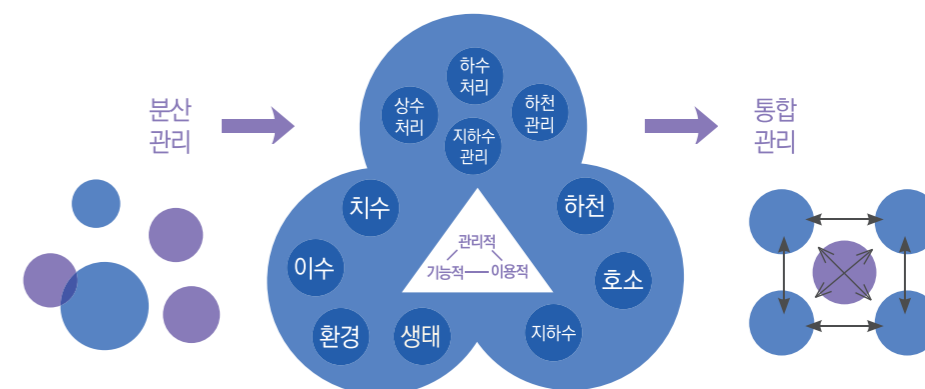 분산
관리
하수
처리
상수
처리
하천
관리
지하수
관리
치수
이수
환경
생태
하천
호소
지하수
관리적
기능적
이용적
통합
관리